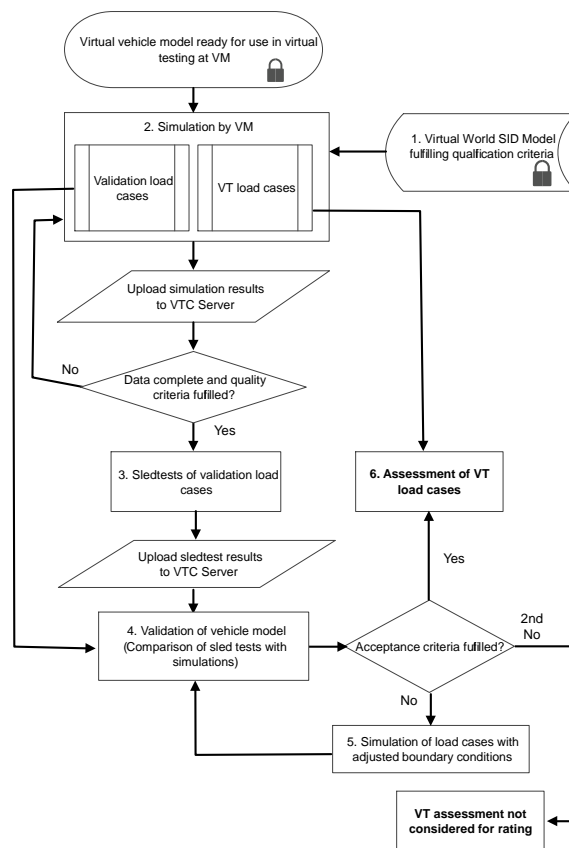 Virtual vehicle model ready for use in virtual
testing at VM
2. Simulation by VM
Validation load
cases
VT load cases
1. Virtual World SID Model
fulfilling qualfication criteria
Upload simulation results
to VTC Server
No
Data complete and quality
criteria fufilled?
Yes
3. Sledtests of validation load
cases
6. Assessment of VT
load cases
Upload sledtest results
to VTC Server
Yes
4. Validation of vehicle model
(Comparison of sled tests with
simulations)
Acceptance criteria fulfilled?
2nd
No
No
5. Simulation of load cases with
adjusted boundary conditions
VT assessment not
considered for rating